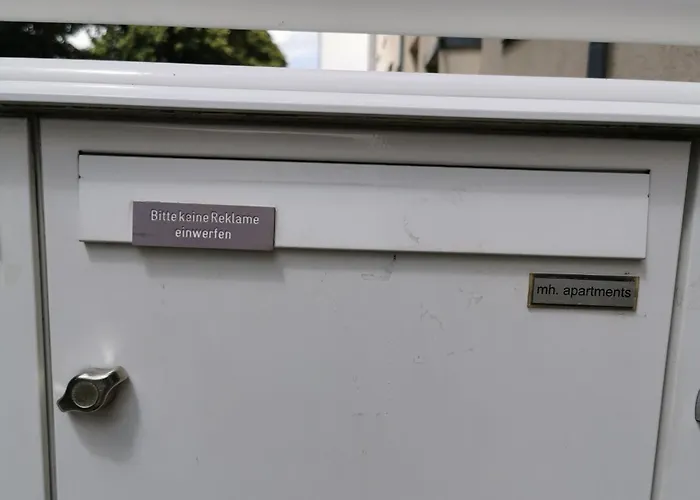 Bitte keine Reklame
einwerfen
mh. apartments